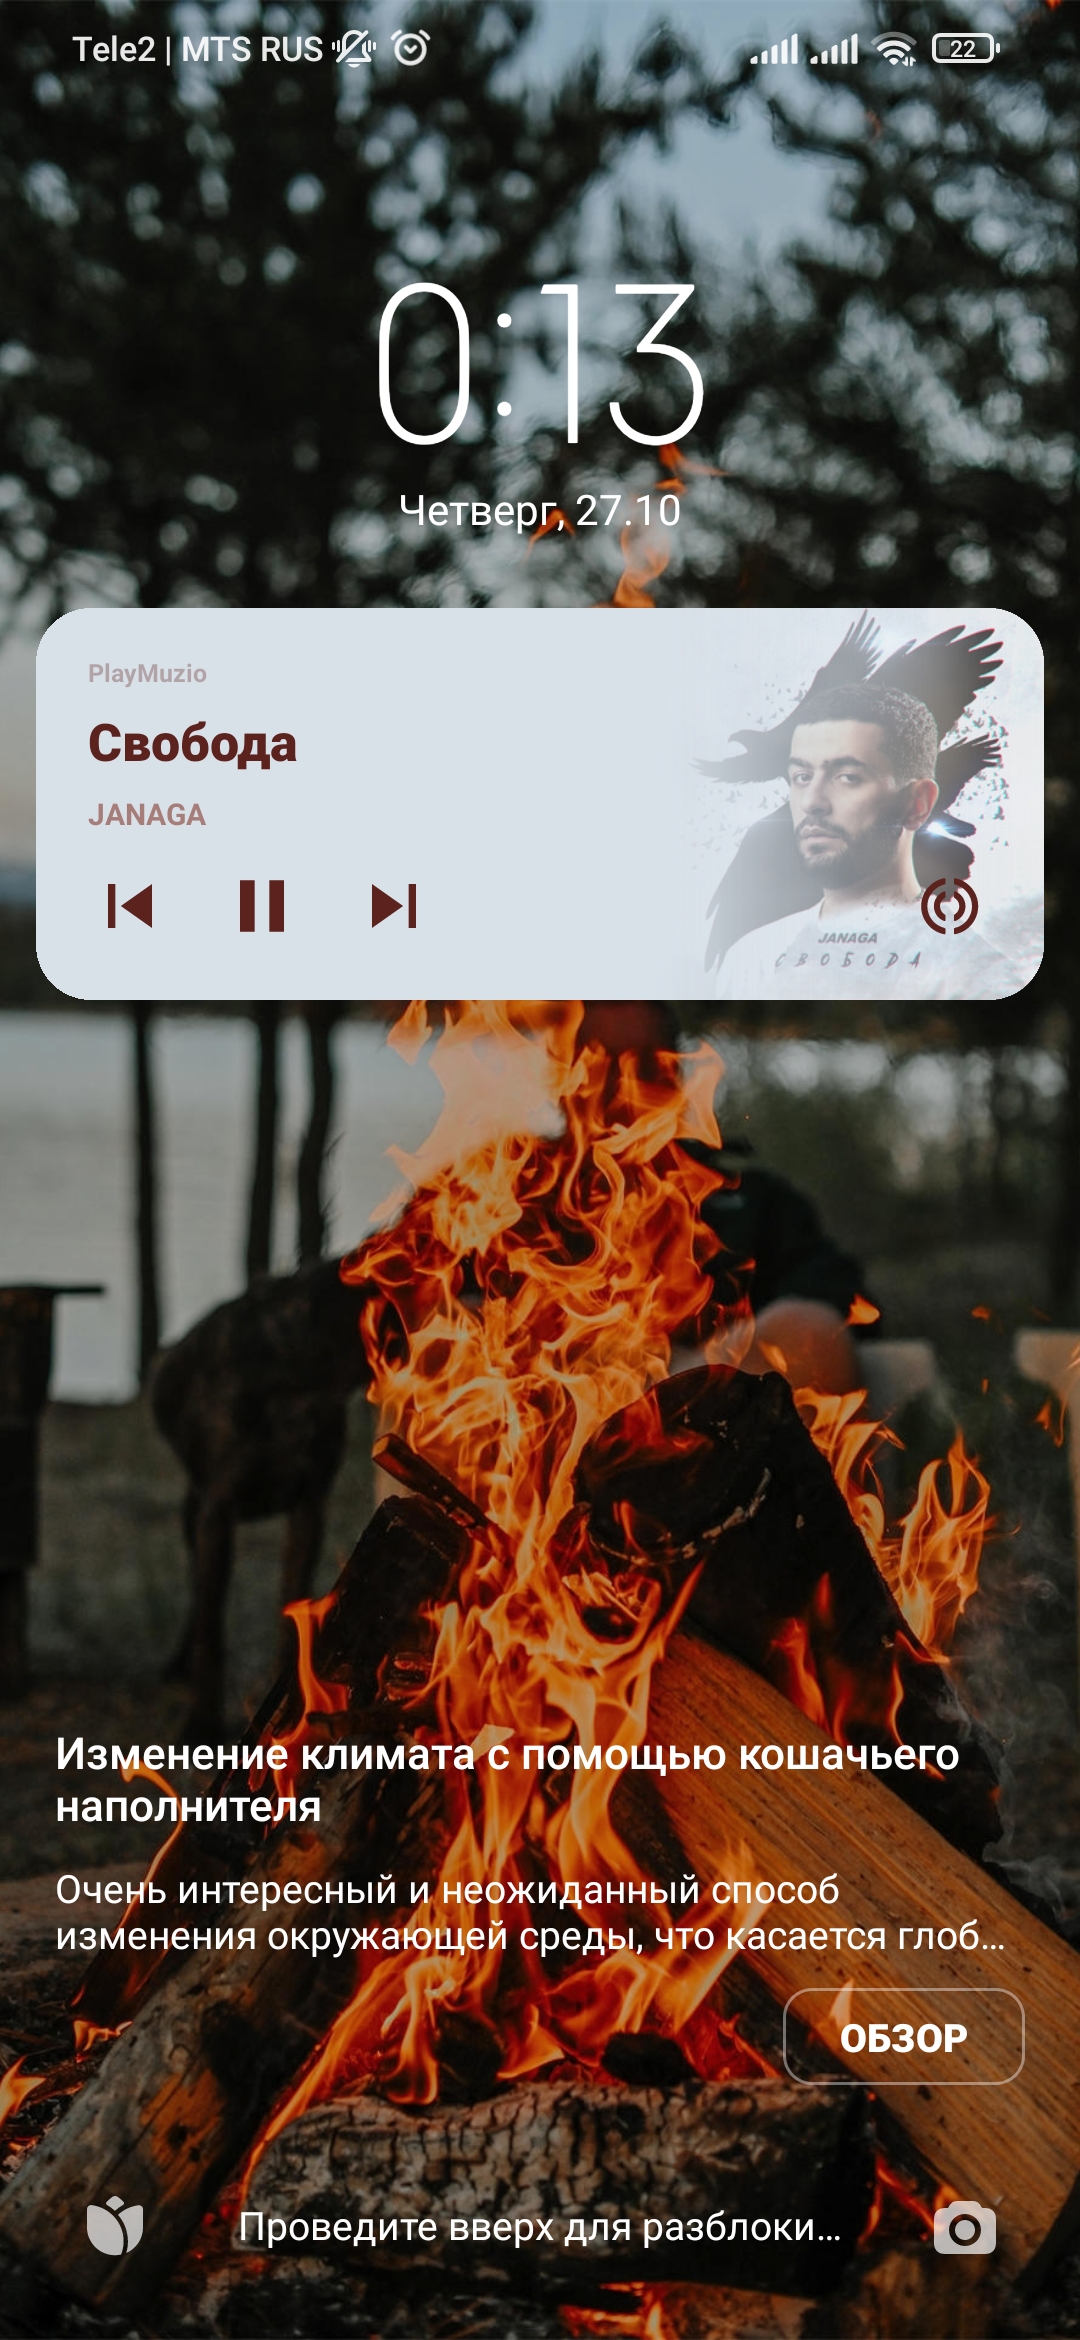 Tele2 | MTS RUS
22
0:13
Четверг, 27.10
PlayMuzio
Свобода
JANAGA
JANAGA
СВОБОДА
Изменение климата с помощью кошачьего
наполнителя
Очень интересный и неожиданный способ
изменения окружающей среды, что касается глоб...
ОБЗОР
Проведите вверх для разблоки...